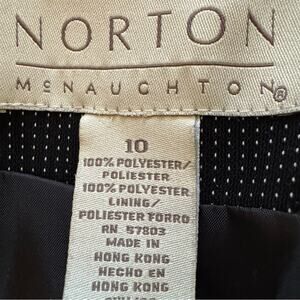 NORTON
McNAUGHTON®
10
100% POLYESTER/
POLIESTER
100% POLYESTER
LINING/
POLIESTER FORRO
RN 57803
MADE IN
HONG KONG
HECHO EN
HONG KONG